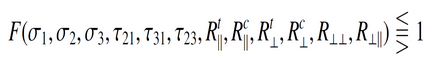 F(σ₁, σ₂, σ₃, τ₂₁, τ₃₁, τ₂₃, R∥ᵗ, R∥ᶜ, R⊥ᵗ, R⊥ᶜ, R⊥⊥, R⊥∥) ⪋ 1